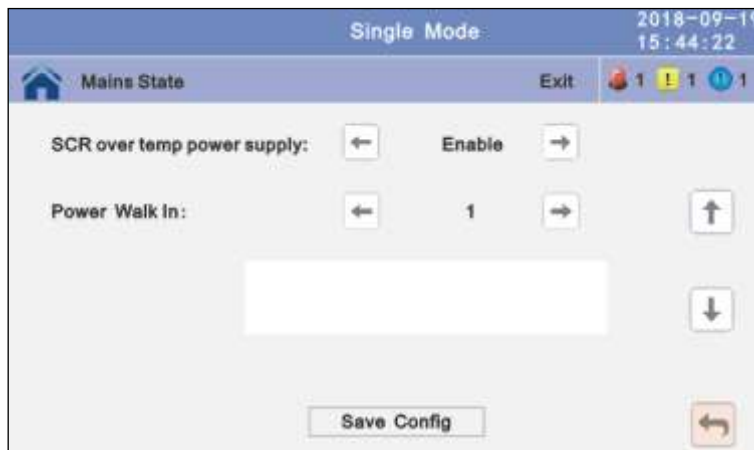 Single Mode
2018-09-19
15:44:22
Mains State
Exit
1
! 1
1
SCR over temp power supply:
← Enable →
Power Walk In:
← 1 →
↑
↓
Save Config